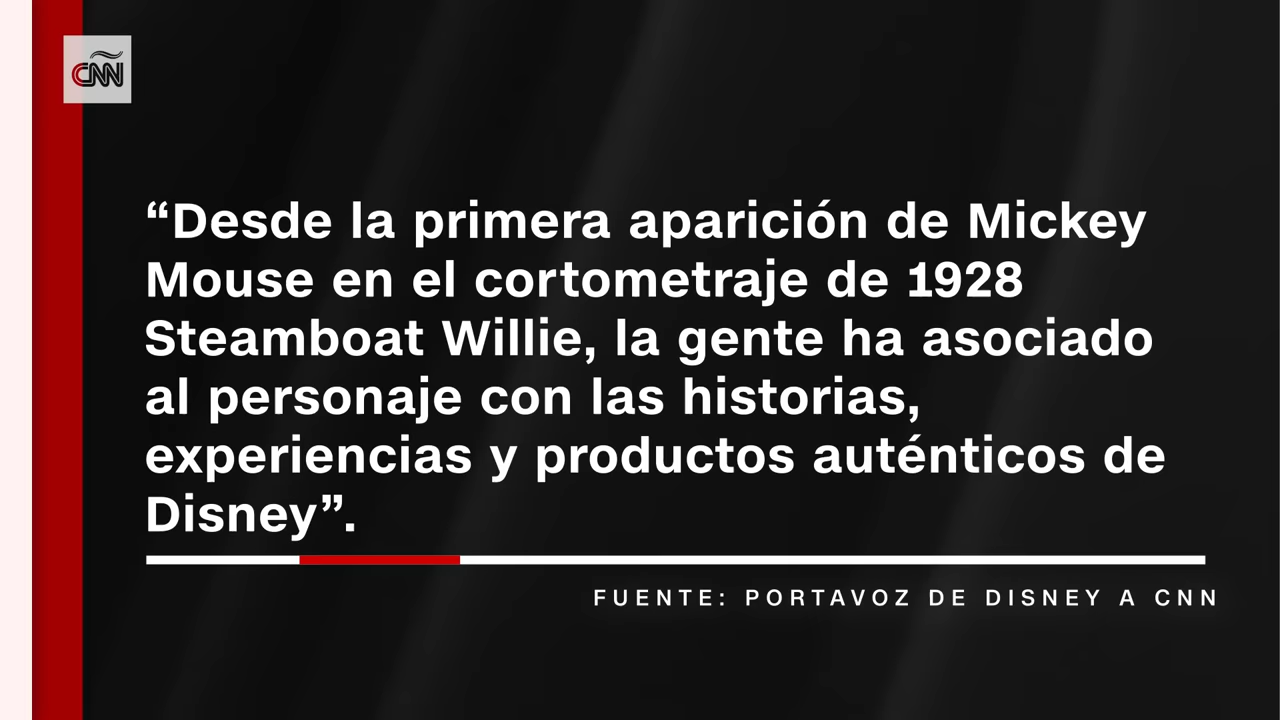 CNN
“Desde la primera aparición de Mickey
Mouse en el cortometraje de 1928
Steamboat Willie, la gente ha asociado
al personaje con las historias,
experiencias y productos auténticos de
Disney”.
FUENTE: PORTAVOZ DE DISNEY A CNN